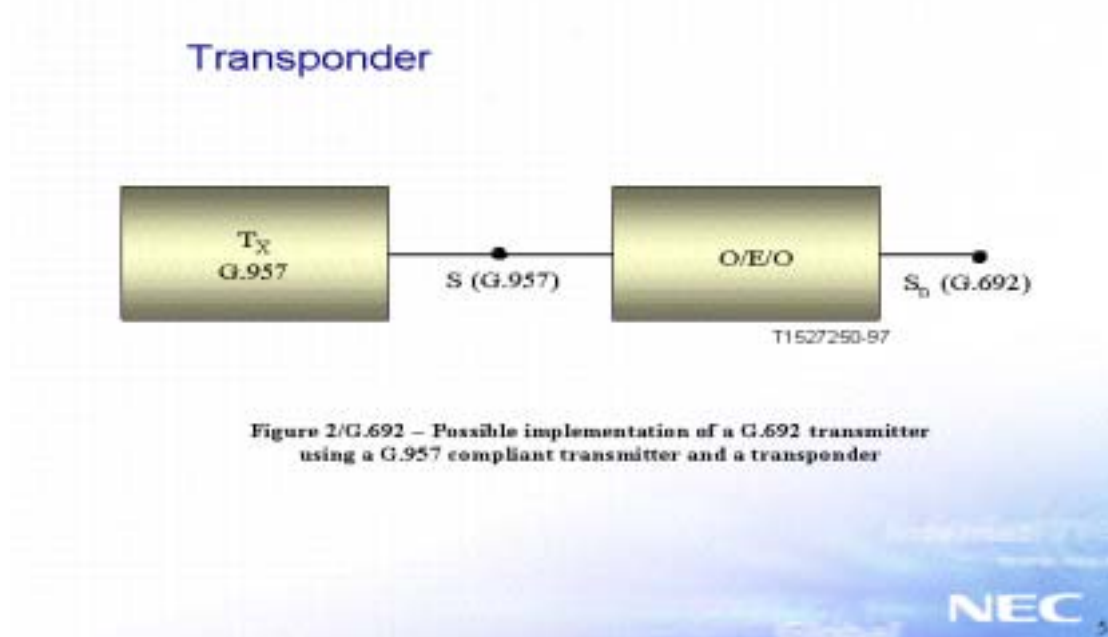 Transponder
T_X
G.957
S (G.957)
O/E/O
S_n (G.692)
T1527250-97
Figure 2/G.692 – Possible implementation of a G.692 transmitter
using a G.957 compliant transmitter and a transponder
NEC